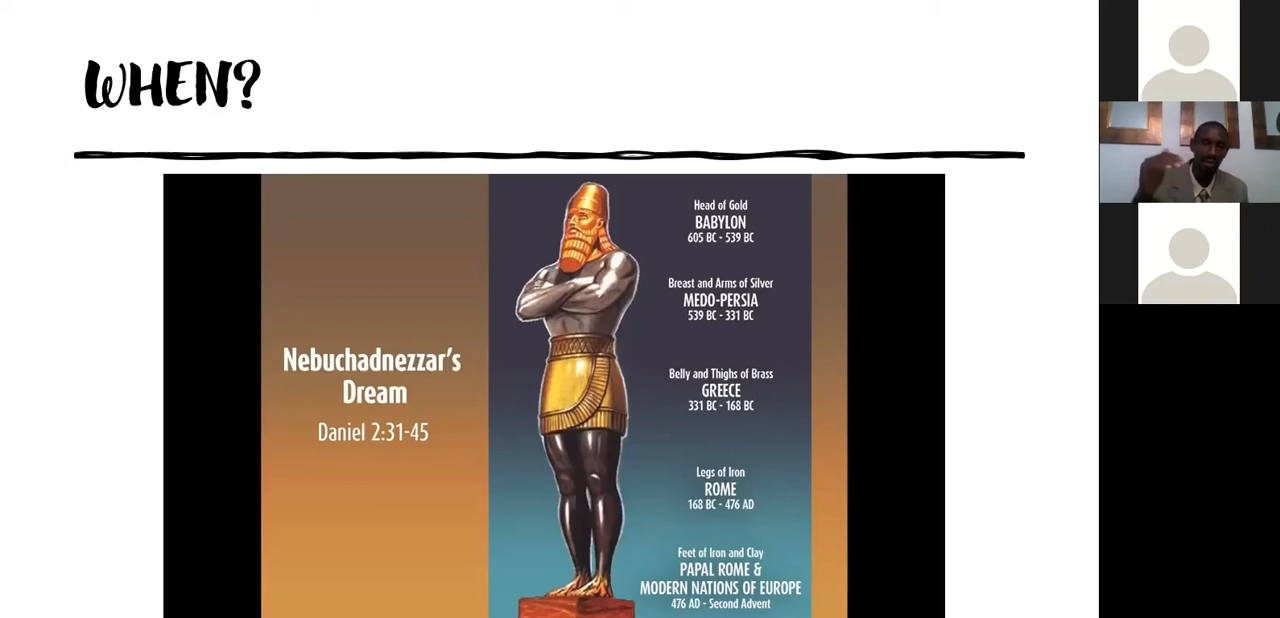 WHEN?
Nebuchadnezzar's
Dream
Daniel 2:31-45
Head of Gold
BABYLON
605 BC - 539 BC
Breast and Arms of Silver
MEDO-PERSIA
539 BC - 331 BC
Belly and Thighs of Brass
GREECE
331 BC - 168 BC
Legs of Iron
ROME
168 BC - 476 AD
Feet of Iron and Clay
PAPAL ROME &
MODERN NATIONS OF EUROPE
476 AD - Second Advent